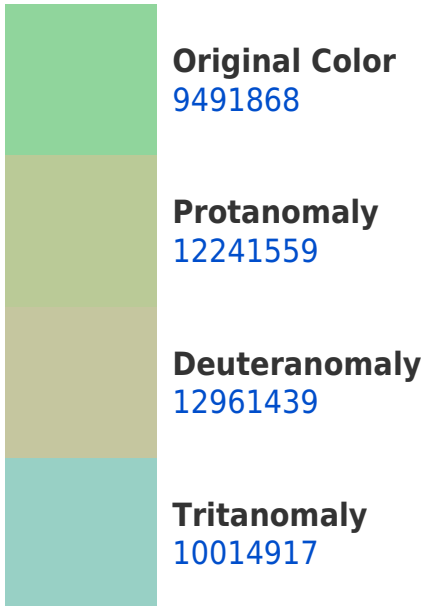 Original Color
9491868
Protanomaly
12241559
Deuteranomaly
12961439
Tritanomaly
10014917